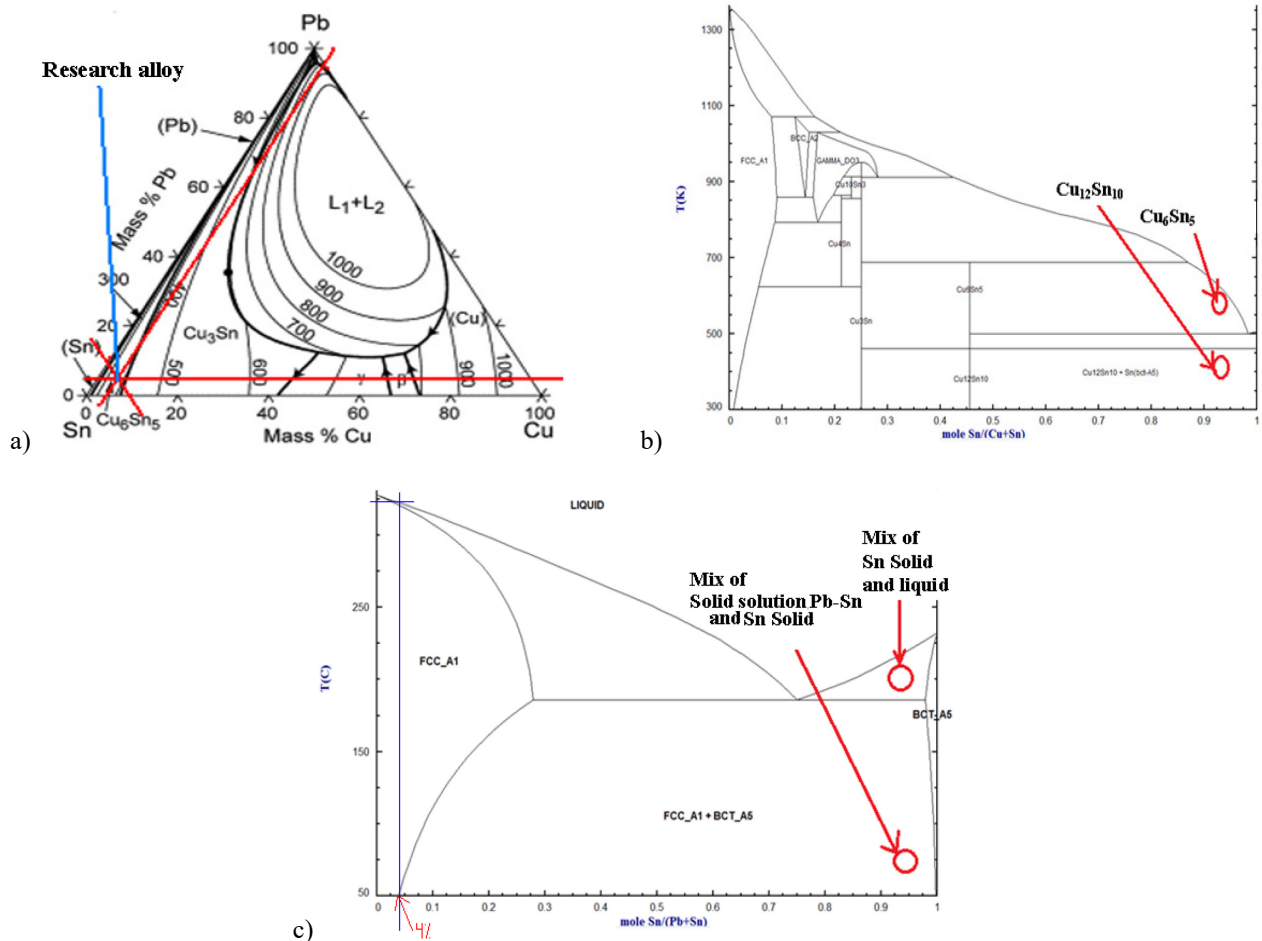 Pb
100
Research alloy
80
(Pb)
60
Mass % Pb
L₁+L₂
40
1000
300
900
400
800
(Cu)
20
Cu₃Sn
700
(Sn)
500
600
γ
β
900
1000
0
Cu₆Sn₅
0
20
40
60
80
100
Sn
Mass % Cu
Cu
a)
1300
1100
BCC_A2
FCC_A1
GAMMA_DO3
900
Cu10Sn3
T(K)
Cu₁₂Sn₁₀
Cu₆Sn₅
Cu4Sn
700
Cu6Sn5
Cu3Sn
500
Cu12Sn10
Cu12Sn10 + Sn(bct-A5)
300
0
0.1
0.2
0.3
0.4
0.5
0.6
0.7
0.8
0.9
1
mole Sn/(Cu+Sn)
b)
LIQUID
Mix of
Sn Solid
and liquid
Mix of
Solid solution Pb-Sn
and Sn Solid
250
FCC_A1
T(C)
BCT_A5
150
FCC_A1 + BCT_A5
50
0
0.1
0.2
0.3
0.4
0.5
0.6
0.7
0.8
0.9
1
mole Sn/(Pb+Sn)
4%
c)